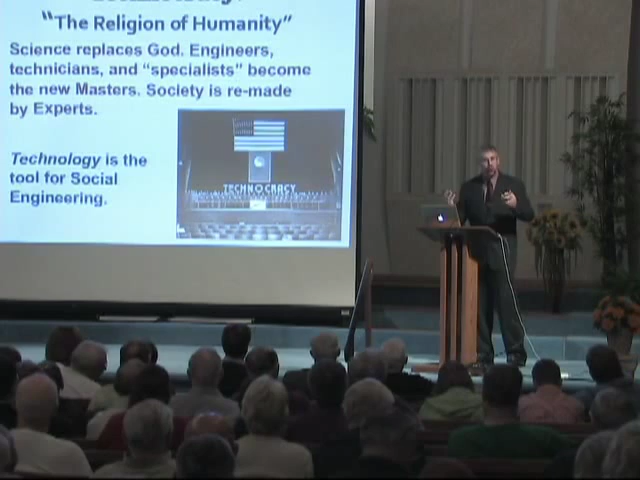 "The Religion of Humanity"
Science replaces God. Engineers,
technicians, and "specialists" become
the new Masters. Society is re-made
by Experts.
Technology is the
tool for Social
Engineering.
TECHNOCRACY